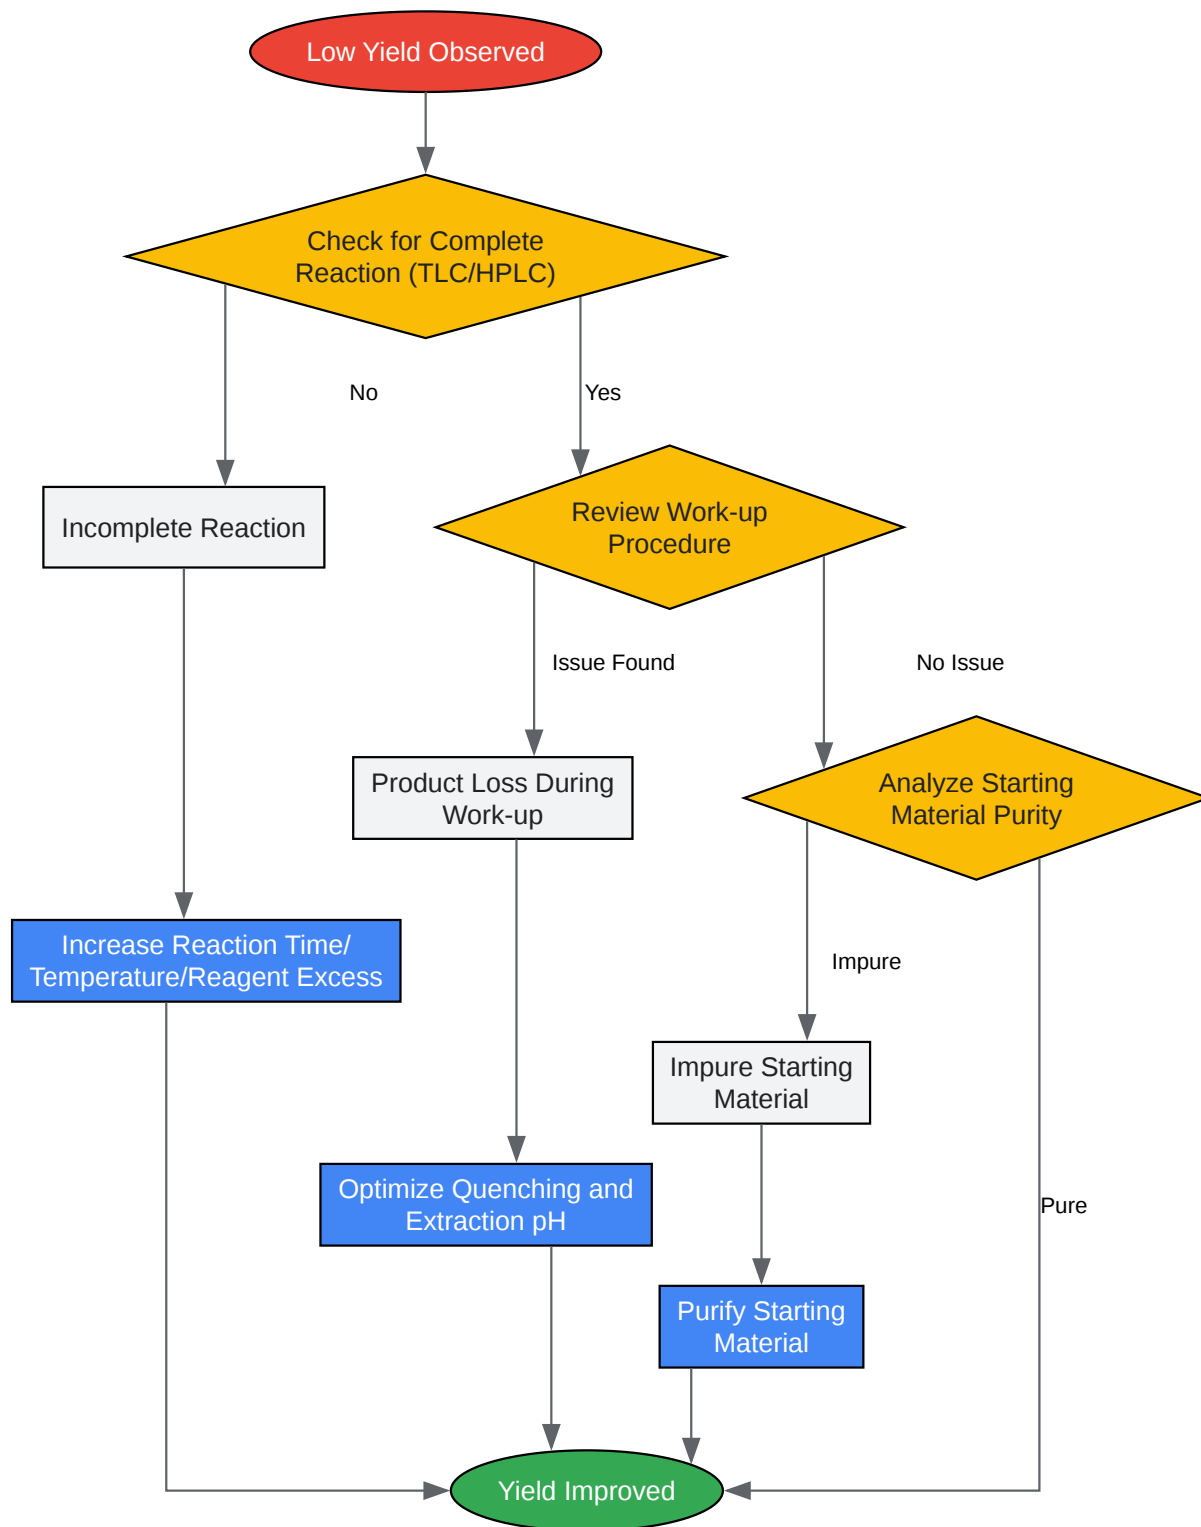 Low Yield Observed
Check for Complete
Reaction (TLC/HPLC)
No
Yes
Incomplete Reaction
Review Work-up
Procedure
Issue Found
No Issue
Product Loss During
Work-up
Analyze Starting
Material Purity
Increase Reaction Time/
Temperature/Reagent Excess
Impure
Impure Starting
Material
Optimize Quenching and
Extraction pH
Pure
Purify Starting
Material
Yield Improved